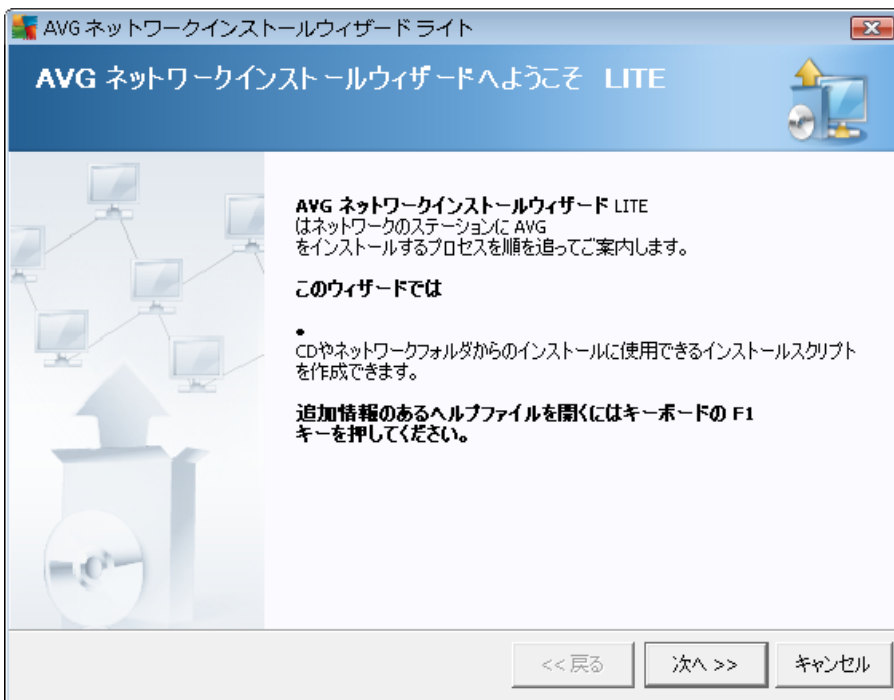 AVG ネットワークインストールウィザード ライト
AVG ネットワークインストールウィザードへようこそ LITE
AVG ネットワークインストールウィザード LITE
はネットワークのステーションに AVG
をインストールするプロセスを順を追ってご案内します。
このウィザードでは
•
CDやネットワークフォルダからのインストールに使用できるインストールスクリプト
を作成できます。
追加情報のあるヘルプファイルを開くにはキーボードの F1
キーを押してください。
<< 戻る
次へ >>
キャンセル